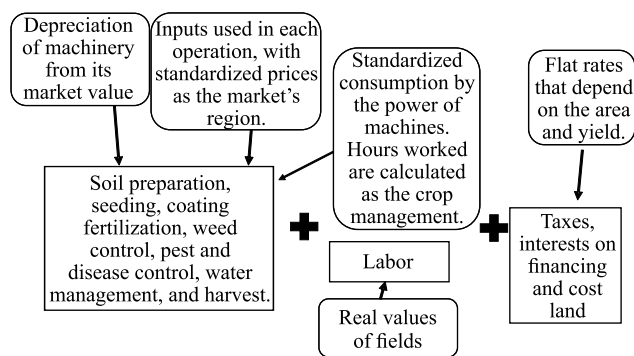 Depreciation
of machinery
from its
market value
Inputs used in each
operation, with
standardized prices
as the market's
region.
Standardized
consumption by
the power of
machines.
Hours worked
are calculated
as the crop
management.
Flat rates
that depend
on the area
and yield.
Soil preparation,
seeding, coating
fertilization, weed
control, pest and
disease control, water
management, and harvest.
Labor
Real values
of fields
Taxes,
interests on
financing
and cost
land